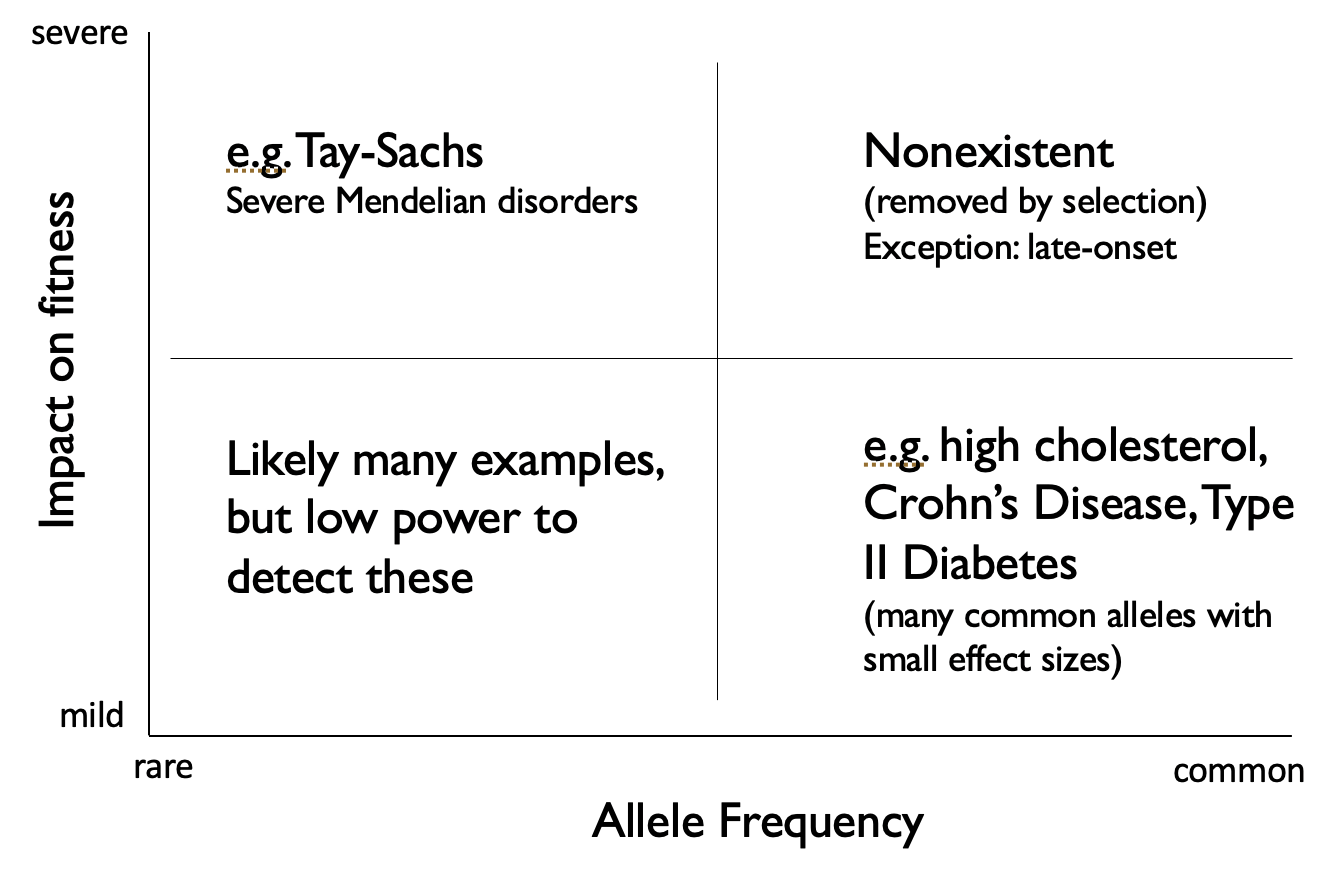 severe
Impact on fitness
e.g. Tay-Sachs
Severe Mendelian disorders
Nonexistent
(removed by selection)
Exception: late-onset
Likely many examples,
but low power to
detect these
e.g. high cholesterol,
Crohn’s Disease, Type
II Diabetes
(many common alleles with
small effect sizes)
mild
rare
common
Allele Frequency